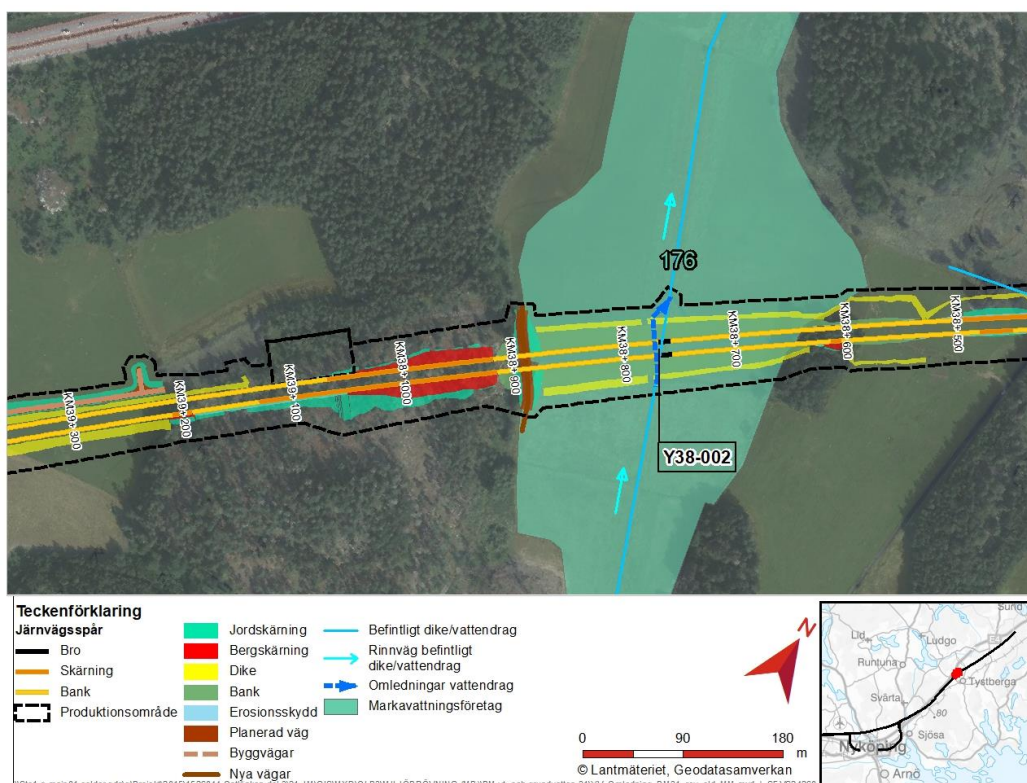 176
KM39+300
KM39+200
KM39+100
KM38+1000
KM38+900
KM38+800
KM38+700
KM38+600
KM38+500
Y38-002
Teckenförklaring
Järnvägsspår
Bro
Skärning
Bank
Produktionsområde
Jordskärning
Bergskärning
Dike
Bank
Erosionsskydd
Planerad väg
Byggvägar
Nya vägar
Befintligt dike/vattendrag
Rinnväg befintligt
dike/vattendrag
Omledningar vattendrag
Markavattningsföretag
N
0 90 180
m
© Lantmäteriet, Geodatasamverkan
Sund
Lid
Ludgo
Runtuna
Tystberga
Svärta
80
Sjösa
Nyköping
Arnö